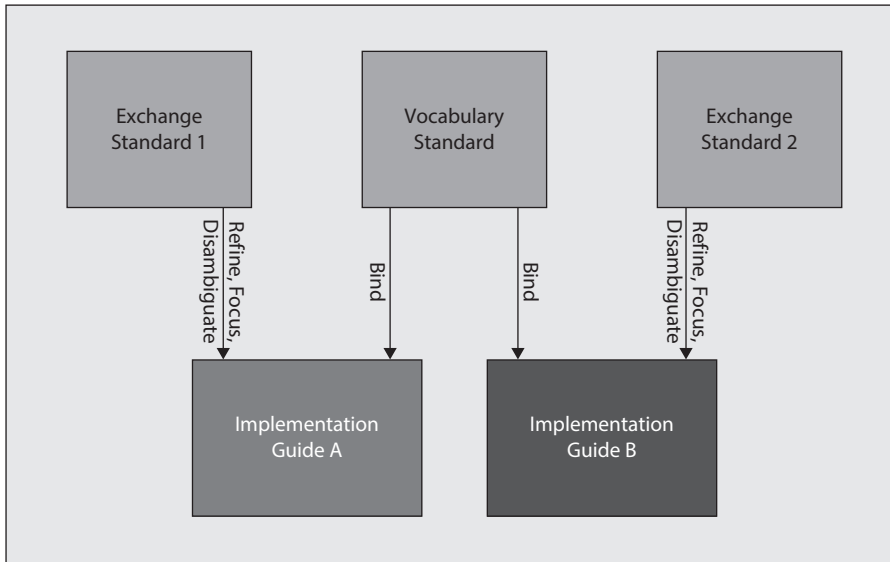 Exchange
Standard 1
Vocabulary
Standard
Exchange
Standard 2
Refine, Focus,
Disambiguate
Bind
Bind
Refine, Focus,
Disambiguate
Implementation
Guide A
Implementation
Guide B